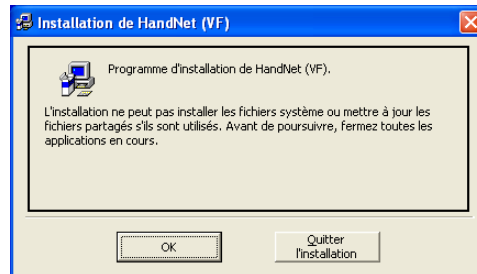 Installation de HandNet (VF)
Programme d'installation de HandNet (VF).
L'installation ne peut pas installer les fichiers système ou mettre à jour les
fichiers partagés s'ils sont utilisés. Avant de poursuivre, fermez toutes les
applications en cours.
OK
Quitter
l'installation